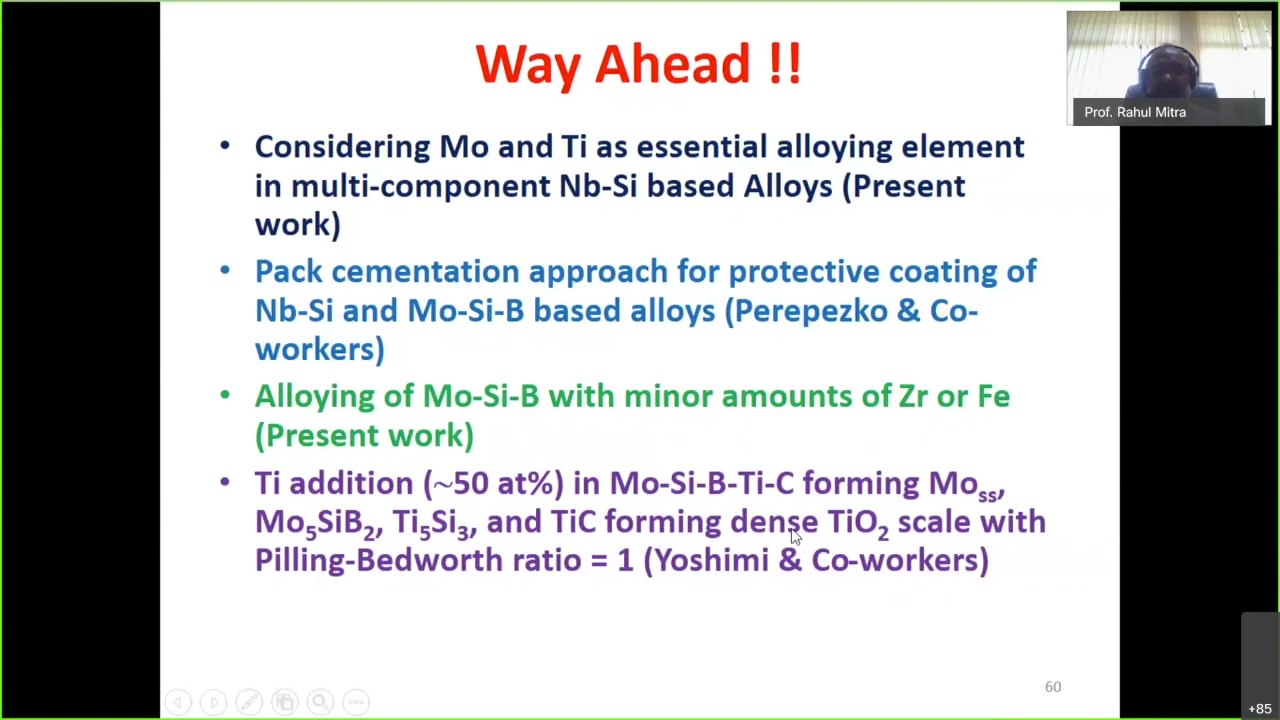 Way Ahead !!
Prof. Rahul Mitra
• Considering Mo and Ti as essential alloying element
in multi-component Nb-Si based Alloys (Present
work)
• Pack cementation approach for protective coating of
Nb-Si and Mo-Si-B based alloys (Perepezko & Co-
workers)
• Alloying of Mo-Si-B with minor amounts of Zr or Fe
(Present work)
• Ti addition (~50 at%) in Mo-Si-B-Ti-C forming Moss,
Mo5SiB2, Ti5Si3, and TiC forming dense TiO2 scale with
Pilling-Bedworth ratio = 1 (Yoshimi & Co-workers)
60
+85